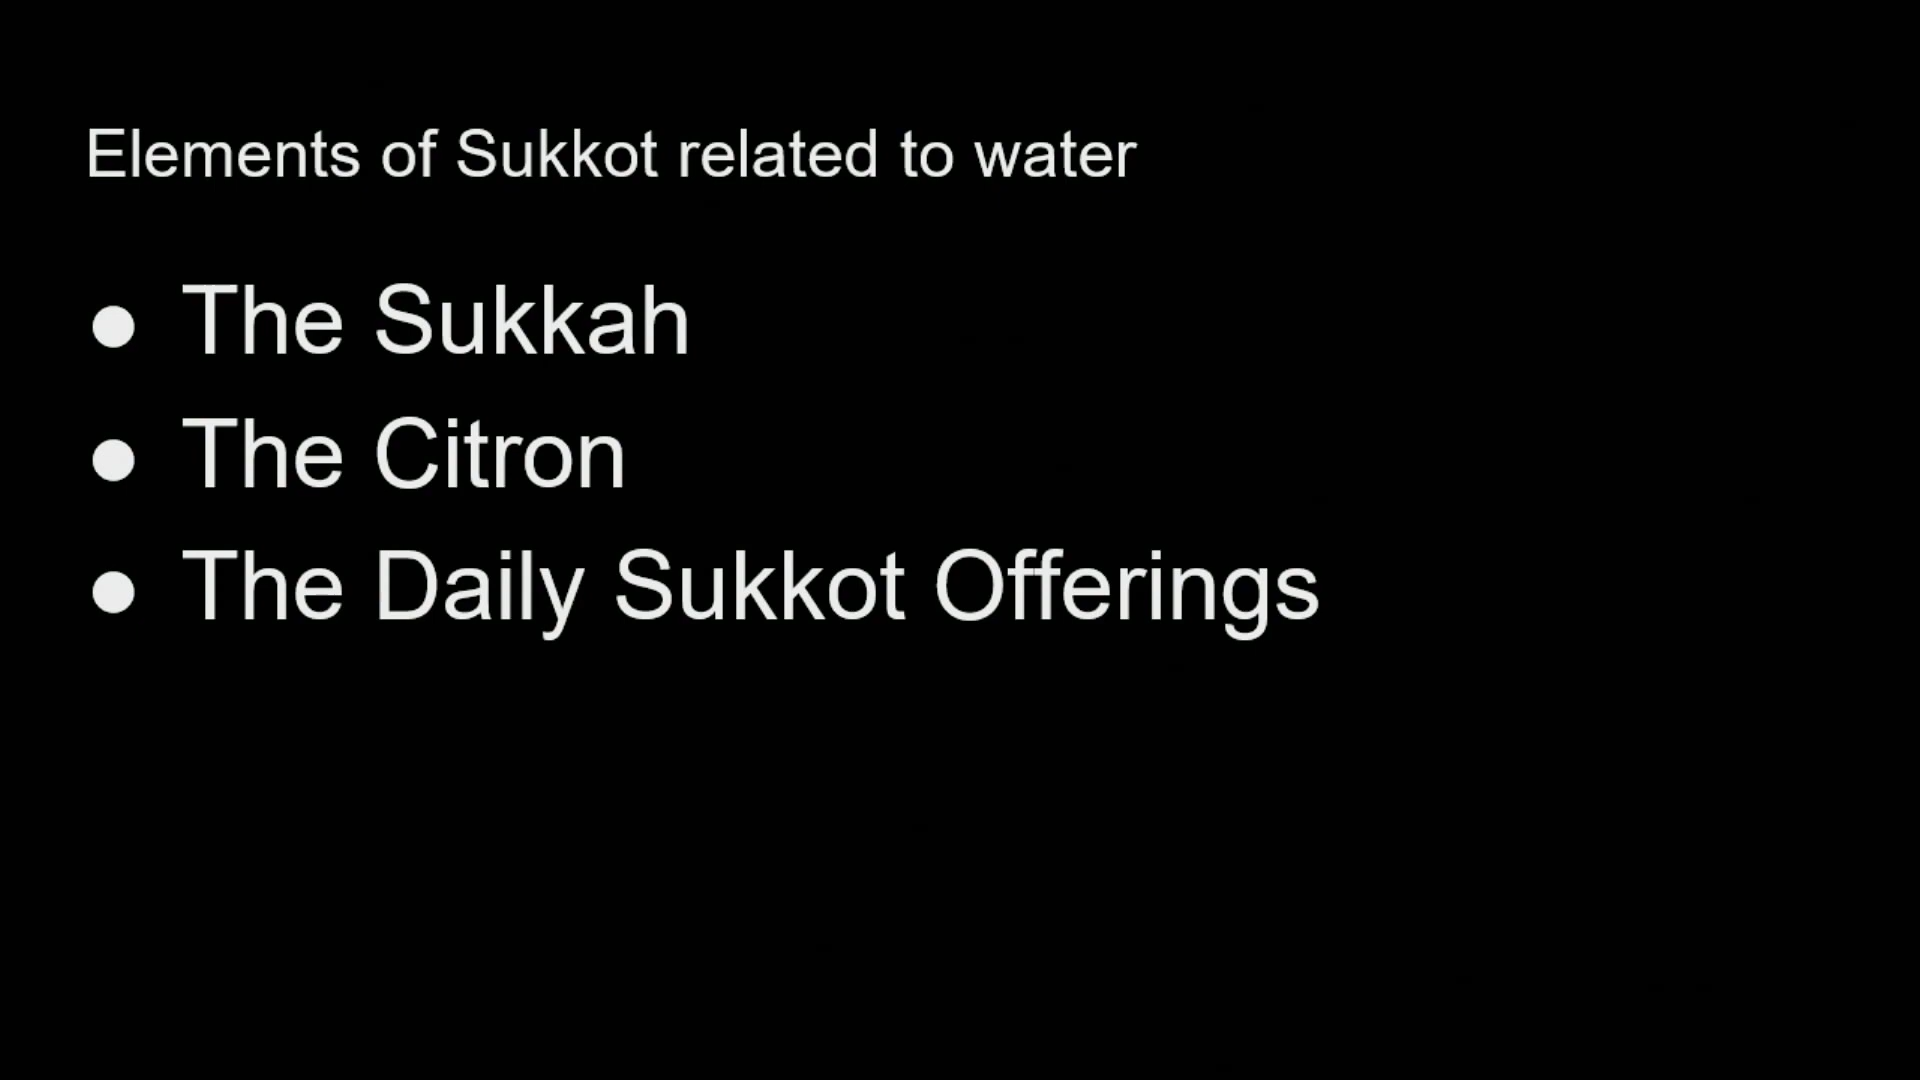 Elements of Sukkot related to water
● The Sukkah
● The Citron
● The Daily Sukkot Offerings